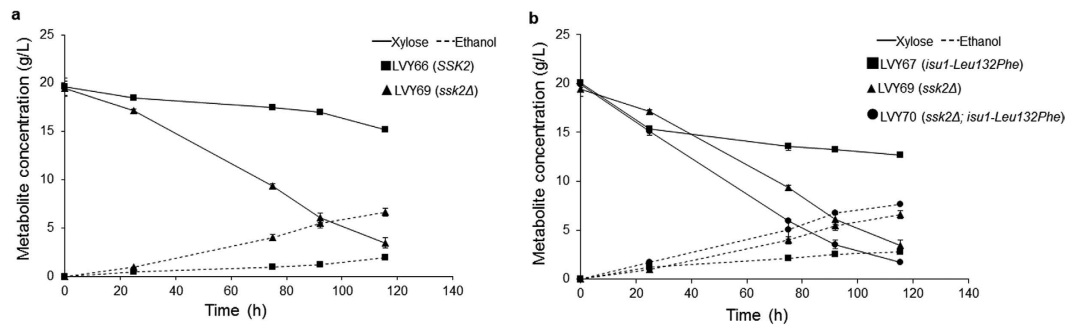 a
Metabolite concentration (g/L)
25
20
15
10
5
0
0 20 40 60 80 100 120 140
Time (h)
Xylose Ethanol
LVY66 (SSK2)
LVY69 (ssk2Δ)
b
Metabolite concentration (g/L)
25
20
15
10
5
0
0 20 40 60 80 100 120 140
Time (h)
Xylose Ethanol
LVY67 (isu1-Leu132Phe)
LVY69 (ssk2Δ)
LVY70 (ssk2Δ; isu1-Leu132Phe)